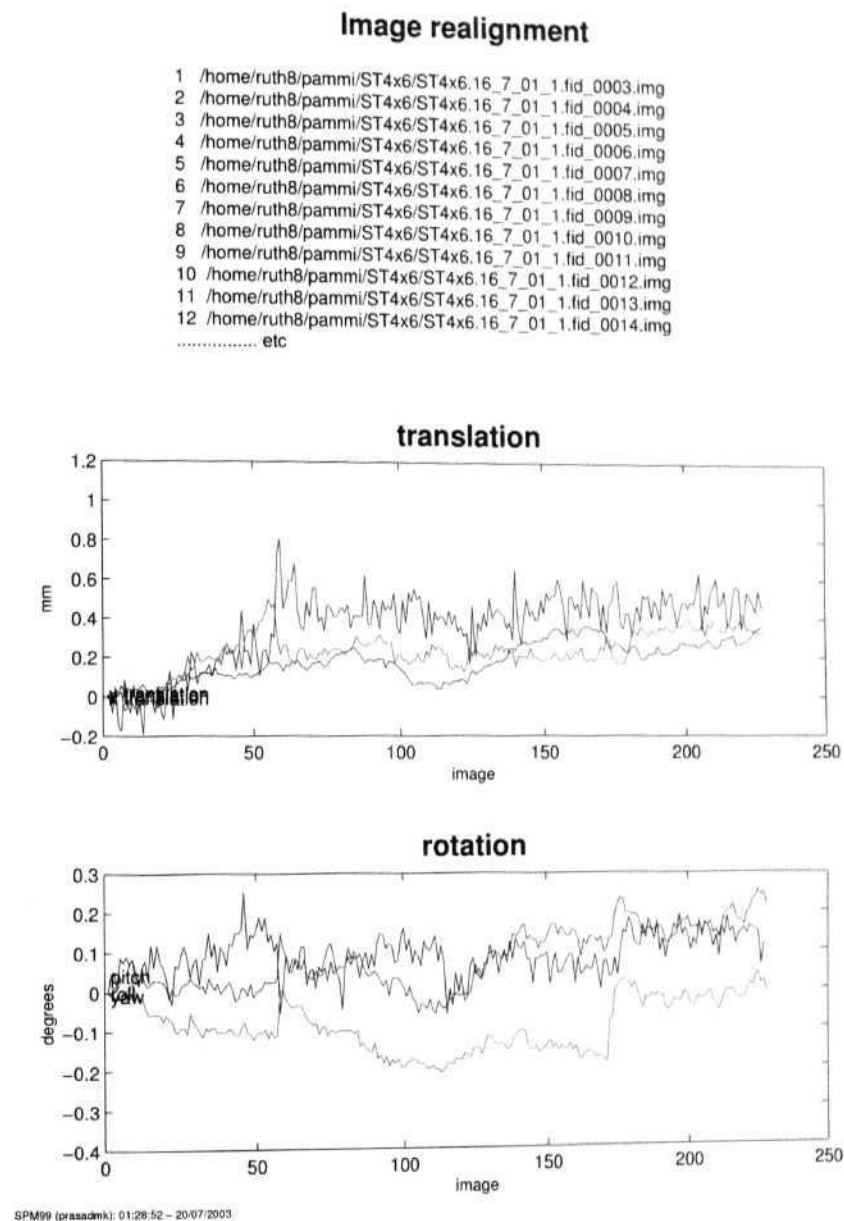 Image realignment
1 /home/ruth8/pammi/ST4x6/ST4x6.16_7_01_1.fid_0003.img
2 /home/ruth8/pammi/ST4x6/ST4x6.16_7_01_1.fid_0004.img
3 /home/ruth8/pammi/ST4x6/ST4x6.16_7_01_1.fid_0005.img
4 /home/ruth8/pammi/ST4x6/ST4x6.16_7_01_1.fid_0006.img
5 /home/ruth8/pammi/ST4x6/ST4x6.16_7_01_1.fid_0007.img
6 /home/ruth8/pammi/ST4x6/ST4x6.16_7_01_1.fid_0008.img
7 /home/ruth8/pammi/ST4x6/ST4x6.16_7_01_1.fid_0009.img
8 /home/ruth8/pammi/ST4x6/ST4x6.16_7_01_1.fid_0010.img
9 /home/ruth8/pammi/ST4x6/ST4x6.16_7_01_1.fid_0011.img
10 /home/ruth8/pammi/ST4x6/ST4x6.16_7_01_1.fid_0012.img
11 /home/ruth8/pammi/ST4x6/ST4x6.16_7_01_1.fid_0013.img
12 /home/ruth8/pammi/ST4x6/ST4x6.16_7_01_1.fid_0014.img
................ etc
translation
1.2
1
0.8
0.6
mm
0.4
0.2
0
translation
−0.2
0 50 100 150 200 250
image
rotation
0.3
0.2
0.1
pitch
0
yaw
degrees
−0.1
−0.2
−0.3
−0.4
0 50 100 150 200 250
image
SPM99 (prasadmk): 01:28:52 − 20/07/2003